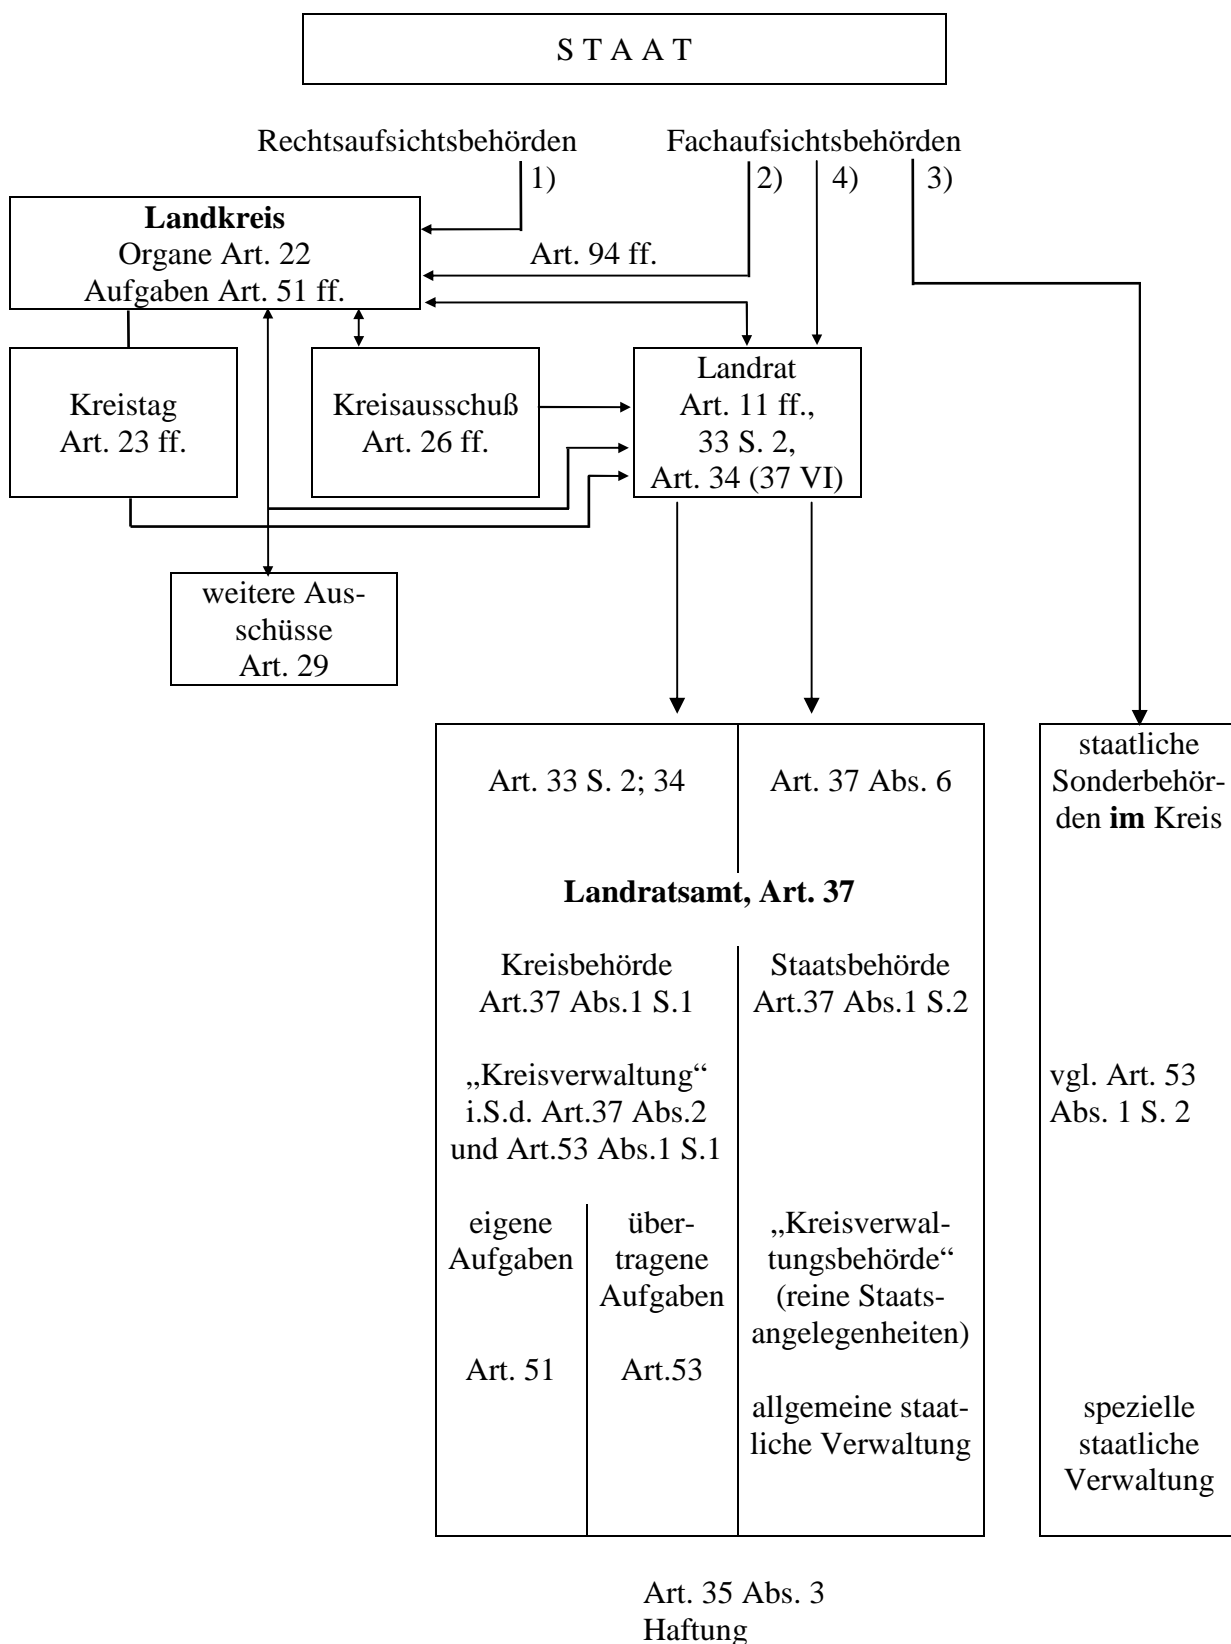 S T A A T
Rechtsaufsichtsbehörden
Fachaufsichtsbehörden
1)
2)
4)
3)
Landkreis
Organe Art. 22
Aufgaben Art. 51 ff.
Art. 94 ff.
Kreistag
Art. 23 ff.
Kreisausschuß
Art. 26 ff.
Landrat
Art. 11 ff.,
33 S. 2,
Art. 34 (37 VI)
weitere Aus-
schüsse
Art. 29
Art. 33 S. 2; 34
Art. 37 Abs. 6
staatliche
Sonderbehör-
den im Kreis
Landratsamt, Art. 37
Kreisbehörde
Art.37 Abs.1 S.1
Staatsbehörde
Art.37 Abs.1 S.2
„Kreisverwaltung“
i.S.d. Art.37 Abs.2
und Art.53 Abs.1 S.1
vgl. Art. 53
Abs. 1 S. 2
eigene
Aufgaben
Art. 51
über-
tragene
Aufgaben
Art.53
„Kreisverwal-
tungsbehörde“
(reine Staats-
angelegenheiten)
allgemeine staat-
liche Verwaltung
spezielle
staatliche
Verwaltung
Art. 35 Abs. 3
Haftung